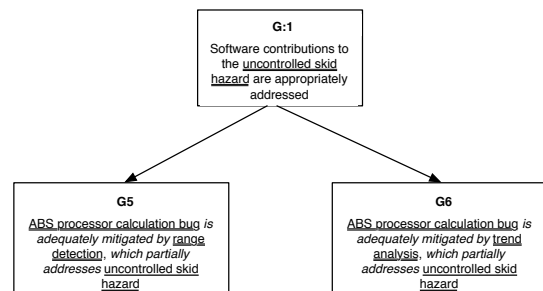 G:1
Software contributions to
the uncontrolled skid
hazard are appropriately
addressed
G5
ABS processor calculation bug is
adequately mitigated by range
detection, which partially
addresses uncontrolled skid
hazard
G6
ABS processor calculation bug is
adequately mitigated by trend
analysis, which partially
addresses uncontrolled skid
hazard